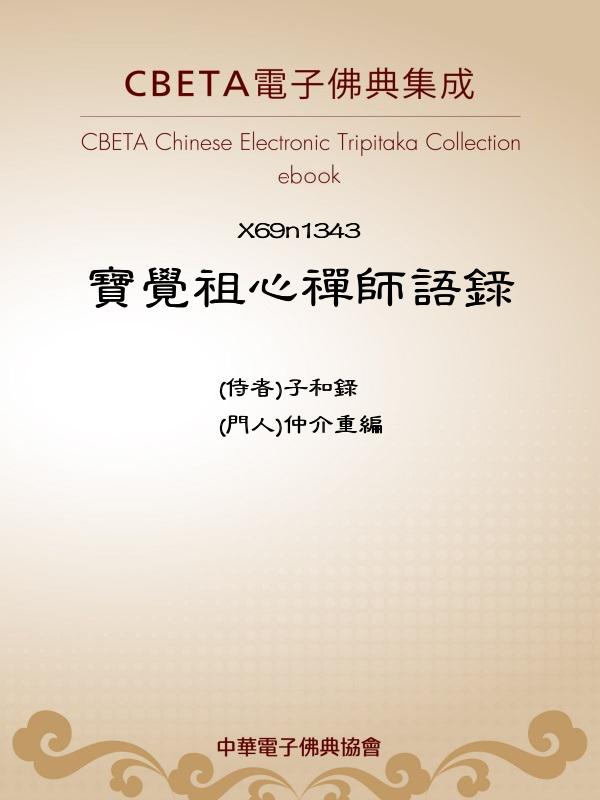 CBETA電子佛典集成
CBETA Chinese Electronic Tripitaka Collection
ebook
X69n1343
寶覺祖心禪師語錄
(侍者)子和錄
(門人)仲介重編
中華電子佛典協會